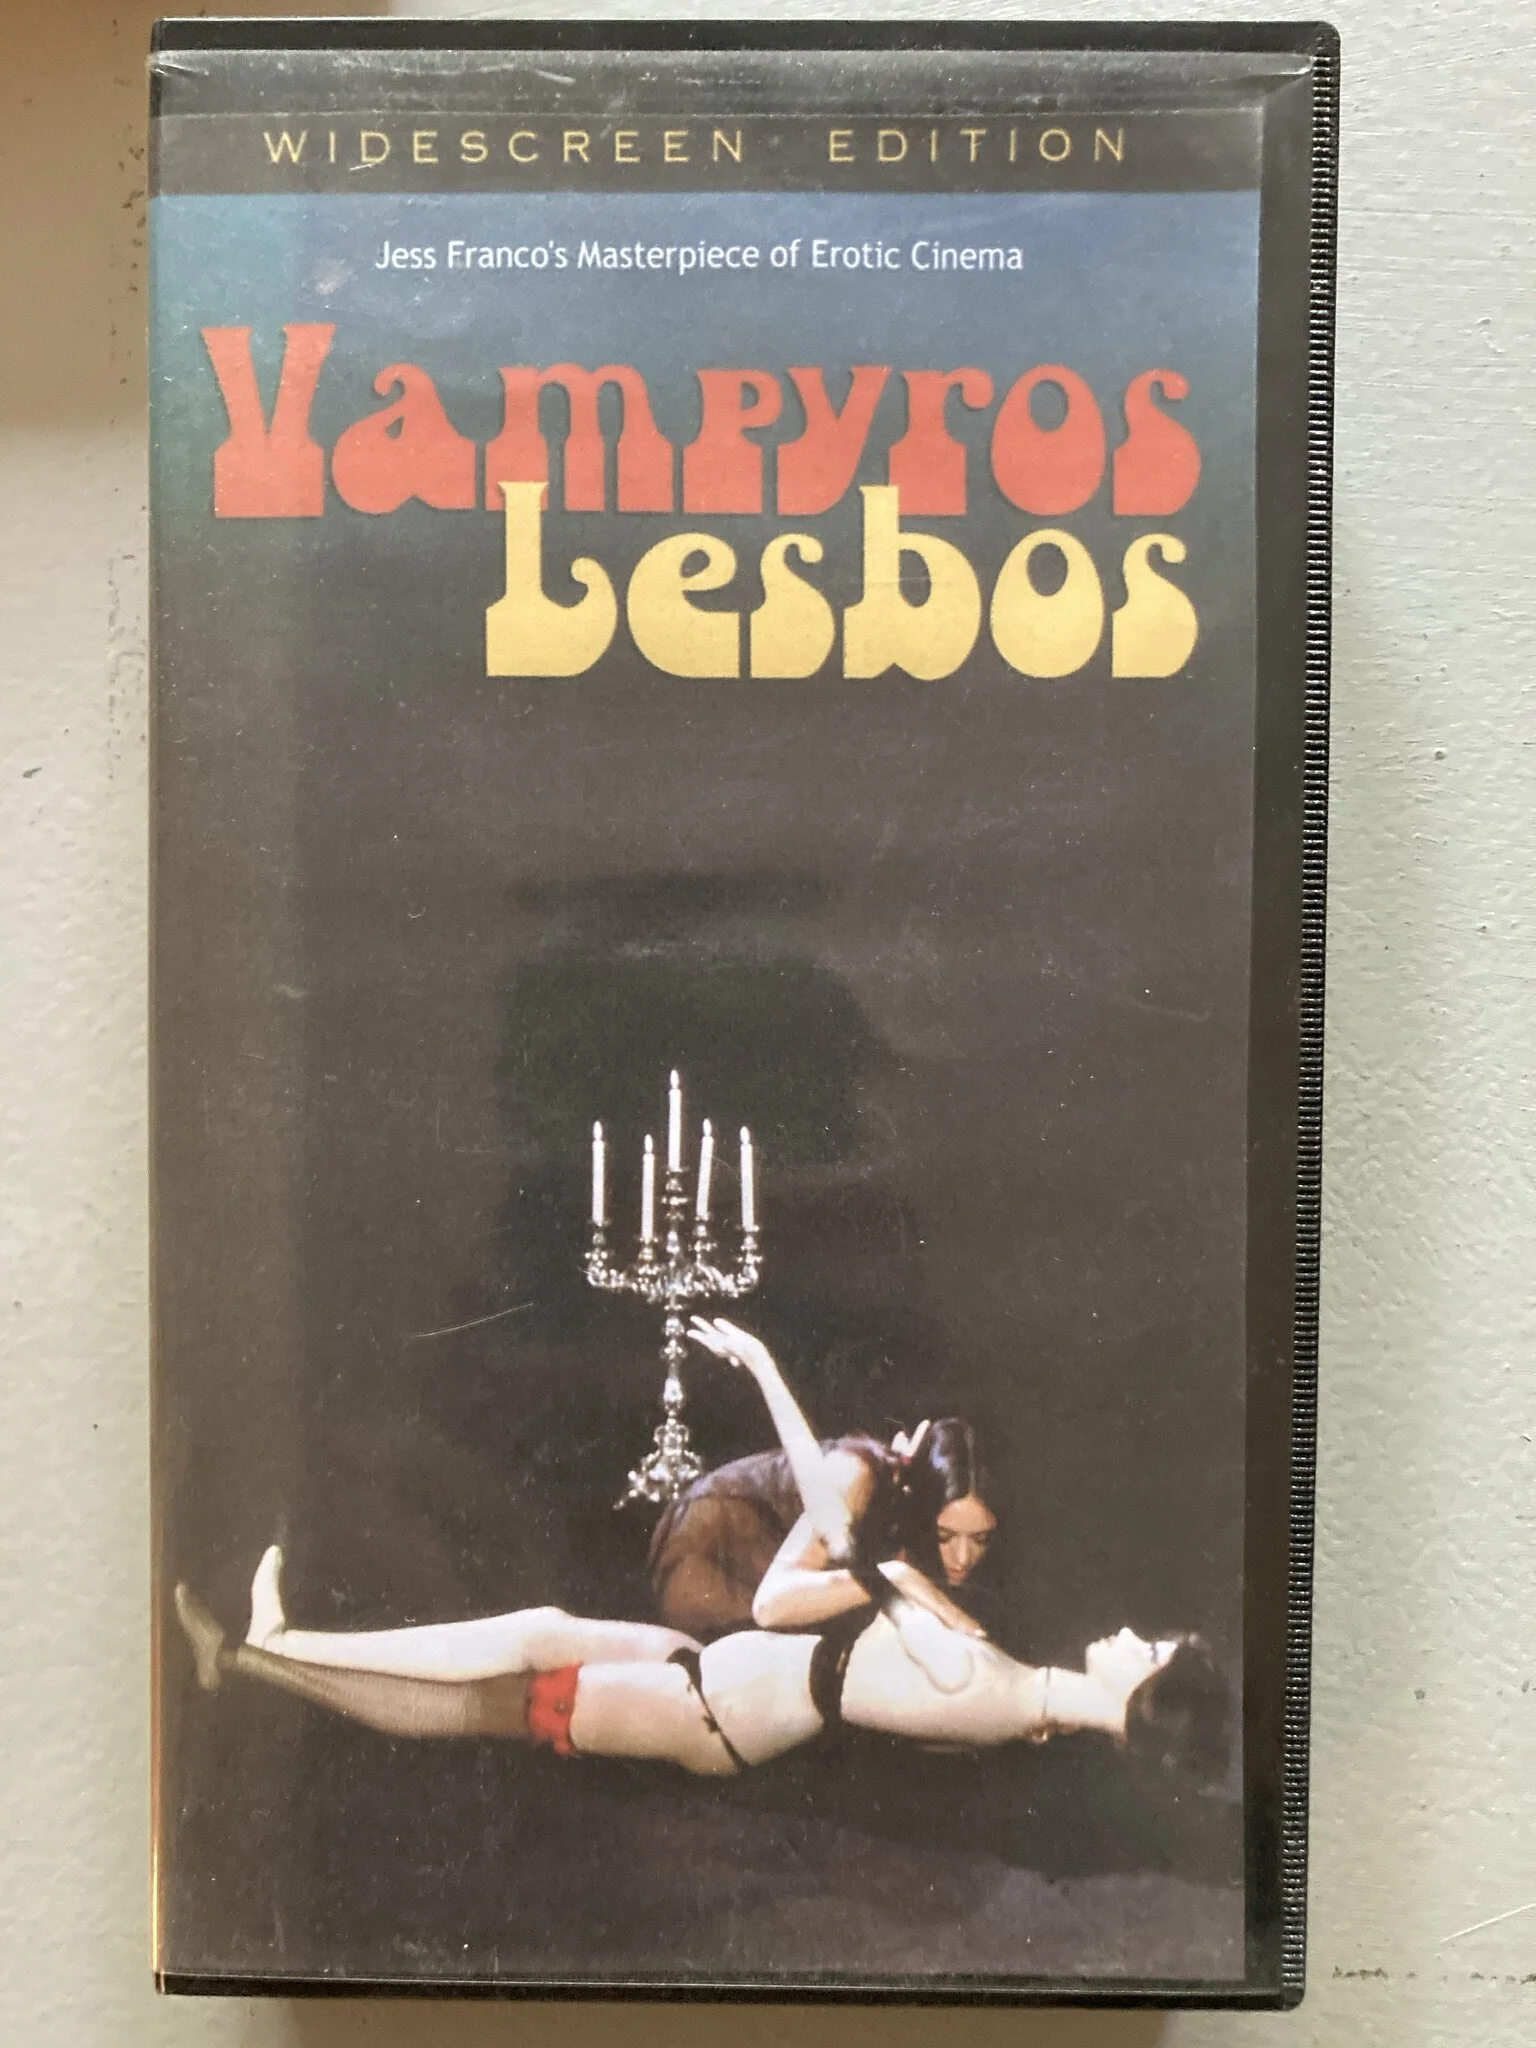 WIDESCREEN EDITION
Jess Franco's Masterpiece of Erotic Cinema
Vampyros
Lesbos